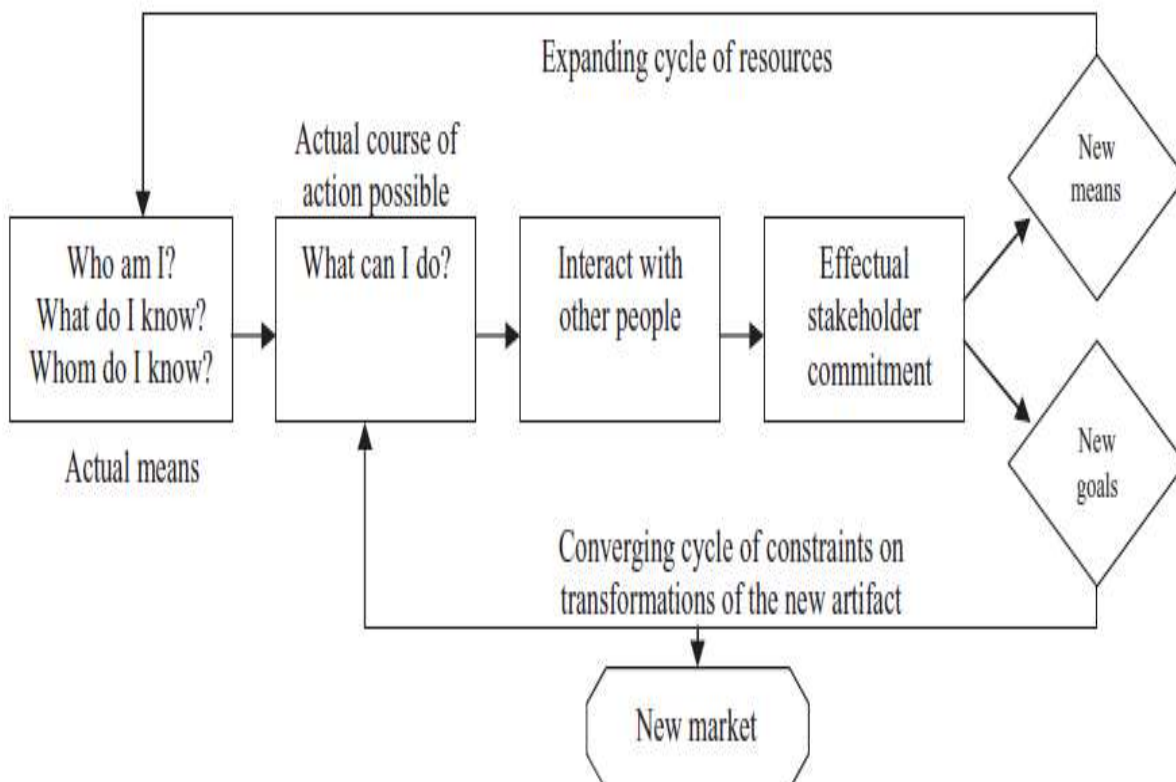 Expanding cycle of resources
Actual course of
action possible
New
means
Who am I?
What do I know?
Whom do I know?
What can I do?
Interact with
other people
Effectual
stakeholder
commitment
Actual means
New
goals
Converging cycle of constraints on
transformations of the new artifact
New market